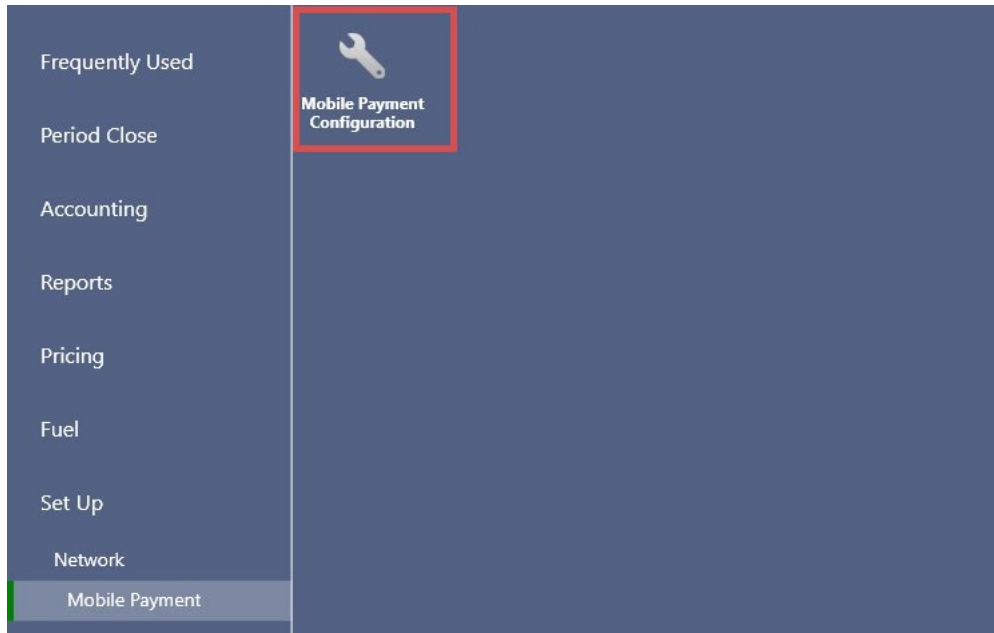 Frequently Used
Period Close
Accounting
Reports
Pricing
Fuel
Set Up
Network
Mobile Payment
Mobile Payment
Configuration